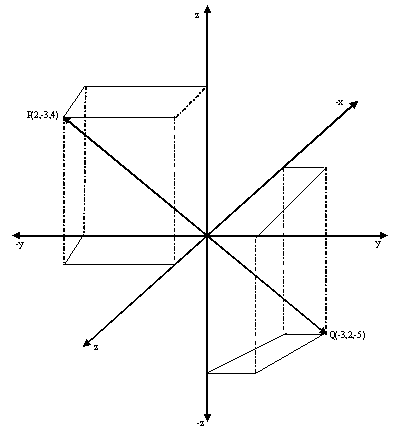 z
-x
P(2,-3,4)
-y
y
Q(-3,2,-5)
z
-z